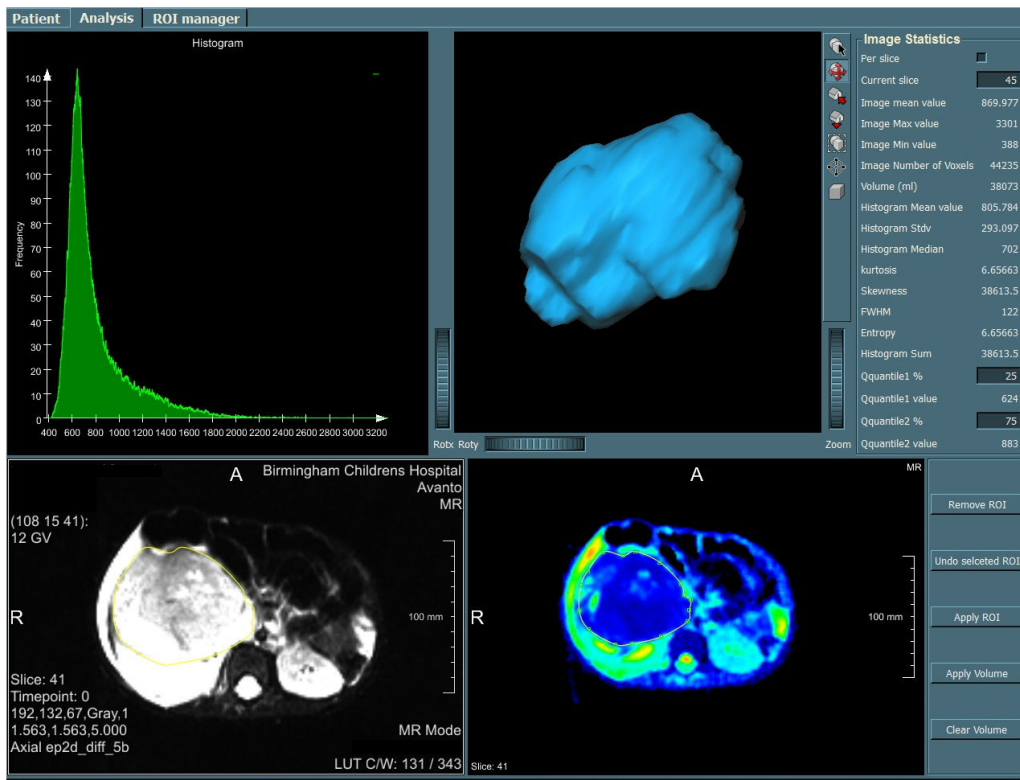 Patient Analysis ROI manager
Histogram
140
130
120
110
100
90
80
70
60
50
40
30
20
10
0
Frequency
400 600 800 1000 1200 1400 1600 1800 2000 2200 2400 2600 2800 3000 3200
Rotx Roty Zoom
Image Statistics
Per slice
Current slice 45
Image mean value 869.977
Image Max value 3301
Image Min value 388
Image Number of Voxels 44235
Volume (ml) 38073
Histogram Mean value 805.784
Histogram Stdv 293.097
Histogram Median 702
kurtosis 6.65663
Skewness 38613.5
FWHM 122
Entropy 6.65663
Histogram Sum 38613.5
Qquantile1 % 25
Qquantile1 value 624
Qquantile2 % 75
Qquantile2 value 883
A
Birmingham Childrens Hospital
Avanto
MR
(108 15 41):
12 GV
R
100 mm
Slice: 41
Timepoint: 0
192,132,67,Gray,1
1.563,1.563,5.000
Axial ep2d_diff_5b
MR Mode
LUT C/W: 131 / 343
A
MR
R
100 mm
Slice: 41
Remove ROI
Undo selceted ROI
Apply ROI
Apply Volume
Clear Volume